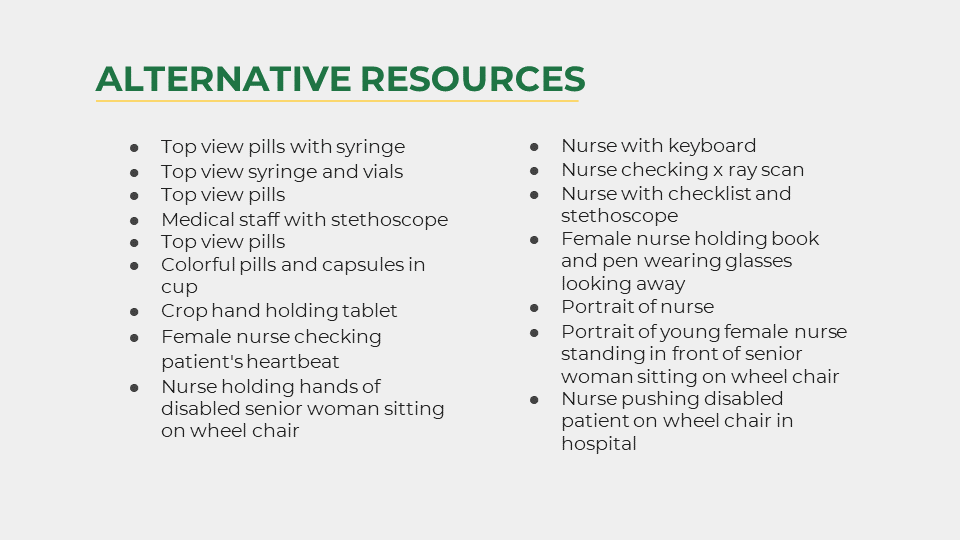 ALTERNATIVE RESOURCES
● Top view pills with syringe
● Top view syringe and vials
● Top view pills
● Medical staff with stethoscope
● Top view pills
● Colorful pills and capsules in
cup
● Crop hand holding tablet
● Female nurse checking
patient's heartbeat
● Nurse holding hands of
disabled senior woman sitting
on wheel chair
● Nurse with keyboard
● Nurse checking x ray scan
● Nurse with checklist and
stethoscope
● Female nurse holding book
and pen wearing glasses
looking away
● Portrait of nurse
● Portrait of young female nurse
standing in front of senior
woman sitting on wheel chair
● Nurse pushing disabled
patient on wheel chair in
hospital